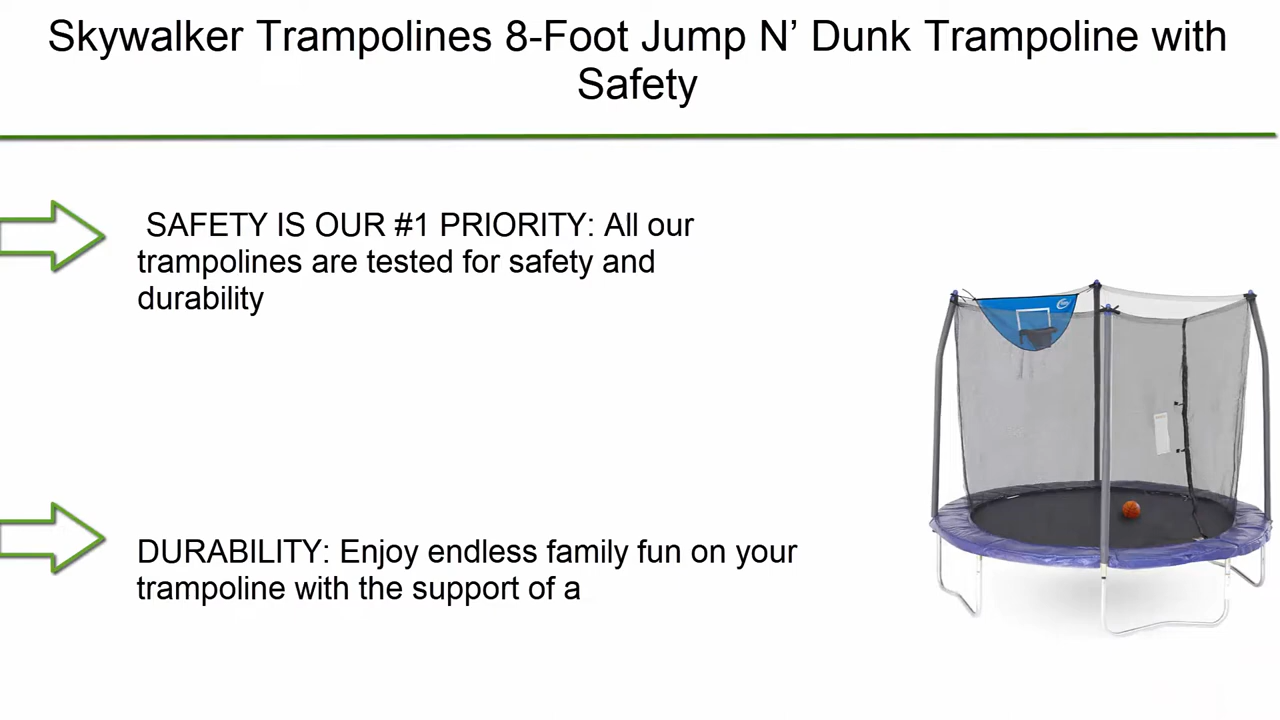 Skywalker Trampolines 8-Foot Jump N’ Dunk Trampoline with
Safety
SAFETY IS OUR #1 PRIORITY: All our
trampolines are tested for safety and
durability
DURABILITY: Enjoy endless family fun on your
trampoline with the support of a